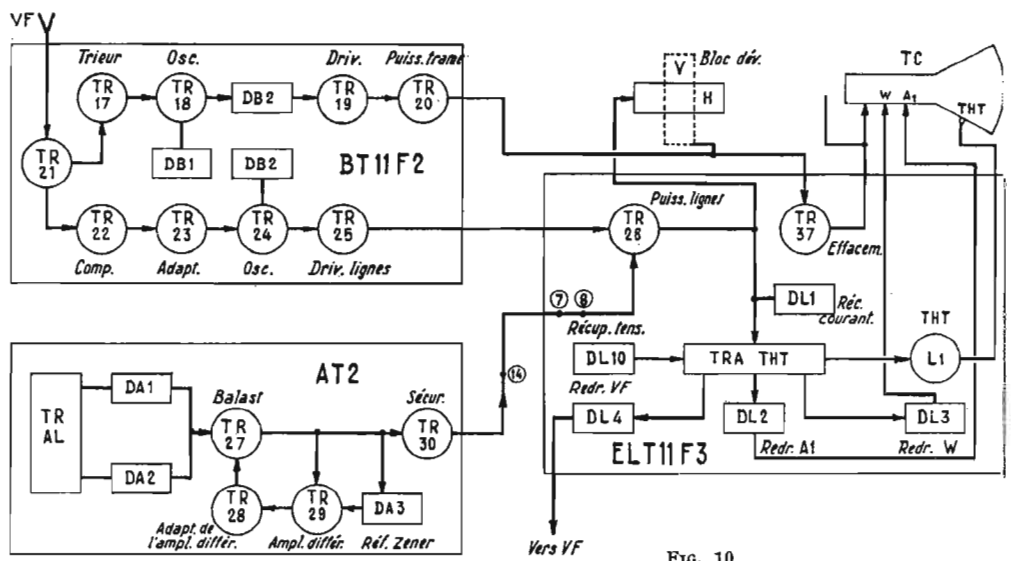 VF
Trieur
Osc.
Driv.
Puiss. trame
TR 17
TR 18
DB2
TR 19
TR 20
TR 21
DB1
DB2
BT11F2
TR 22
TR 23
TR 24
TR 25
Comp.
Adapt.
Osc.
Driv. lignes
Bloc dév.
V
H
TC
W
A1
THT
Puiss. lignes
TR 26
TR 37
Effacem.
DL1
Réc. courant.
7
8
Récup. tens.
THT
DL10
TRA THT
L1
Redr. VF
DL4
DL2
DL3
ELT11F3
Redr. A1
Redr. W
Vers VF
AT2
14
TR AL
DA1
DA2
Balast
Sécur.
TR 27
TR 30
TR 28
TR 29
DA3
Adapt. de
l'ampl. différ.
Ampl. différ.
Réf. Zener
FIG. 10